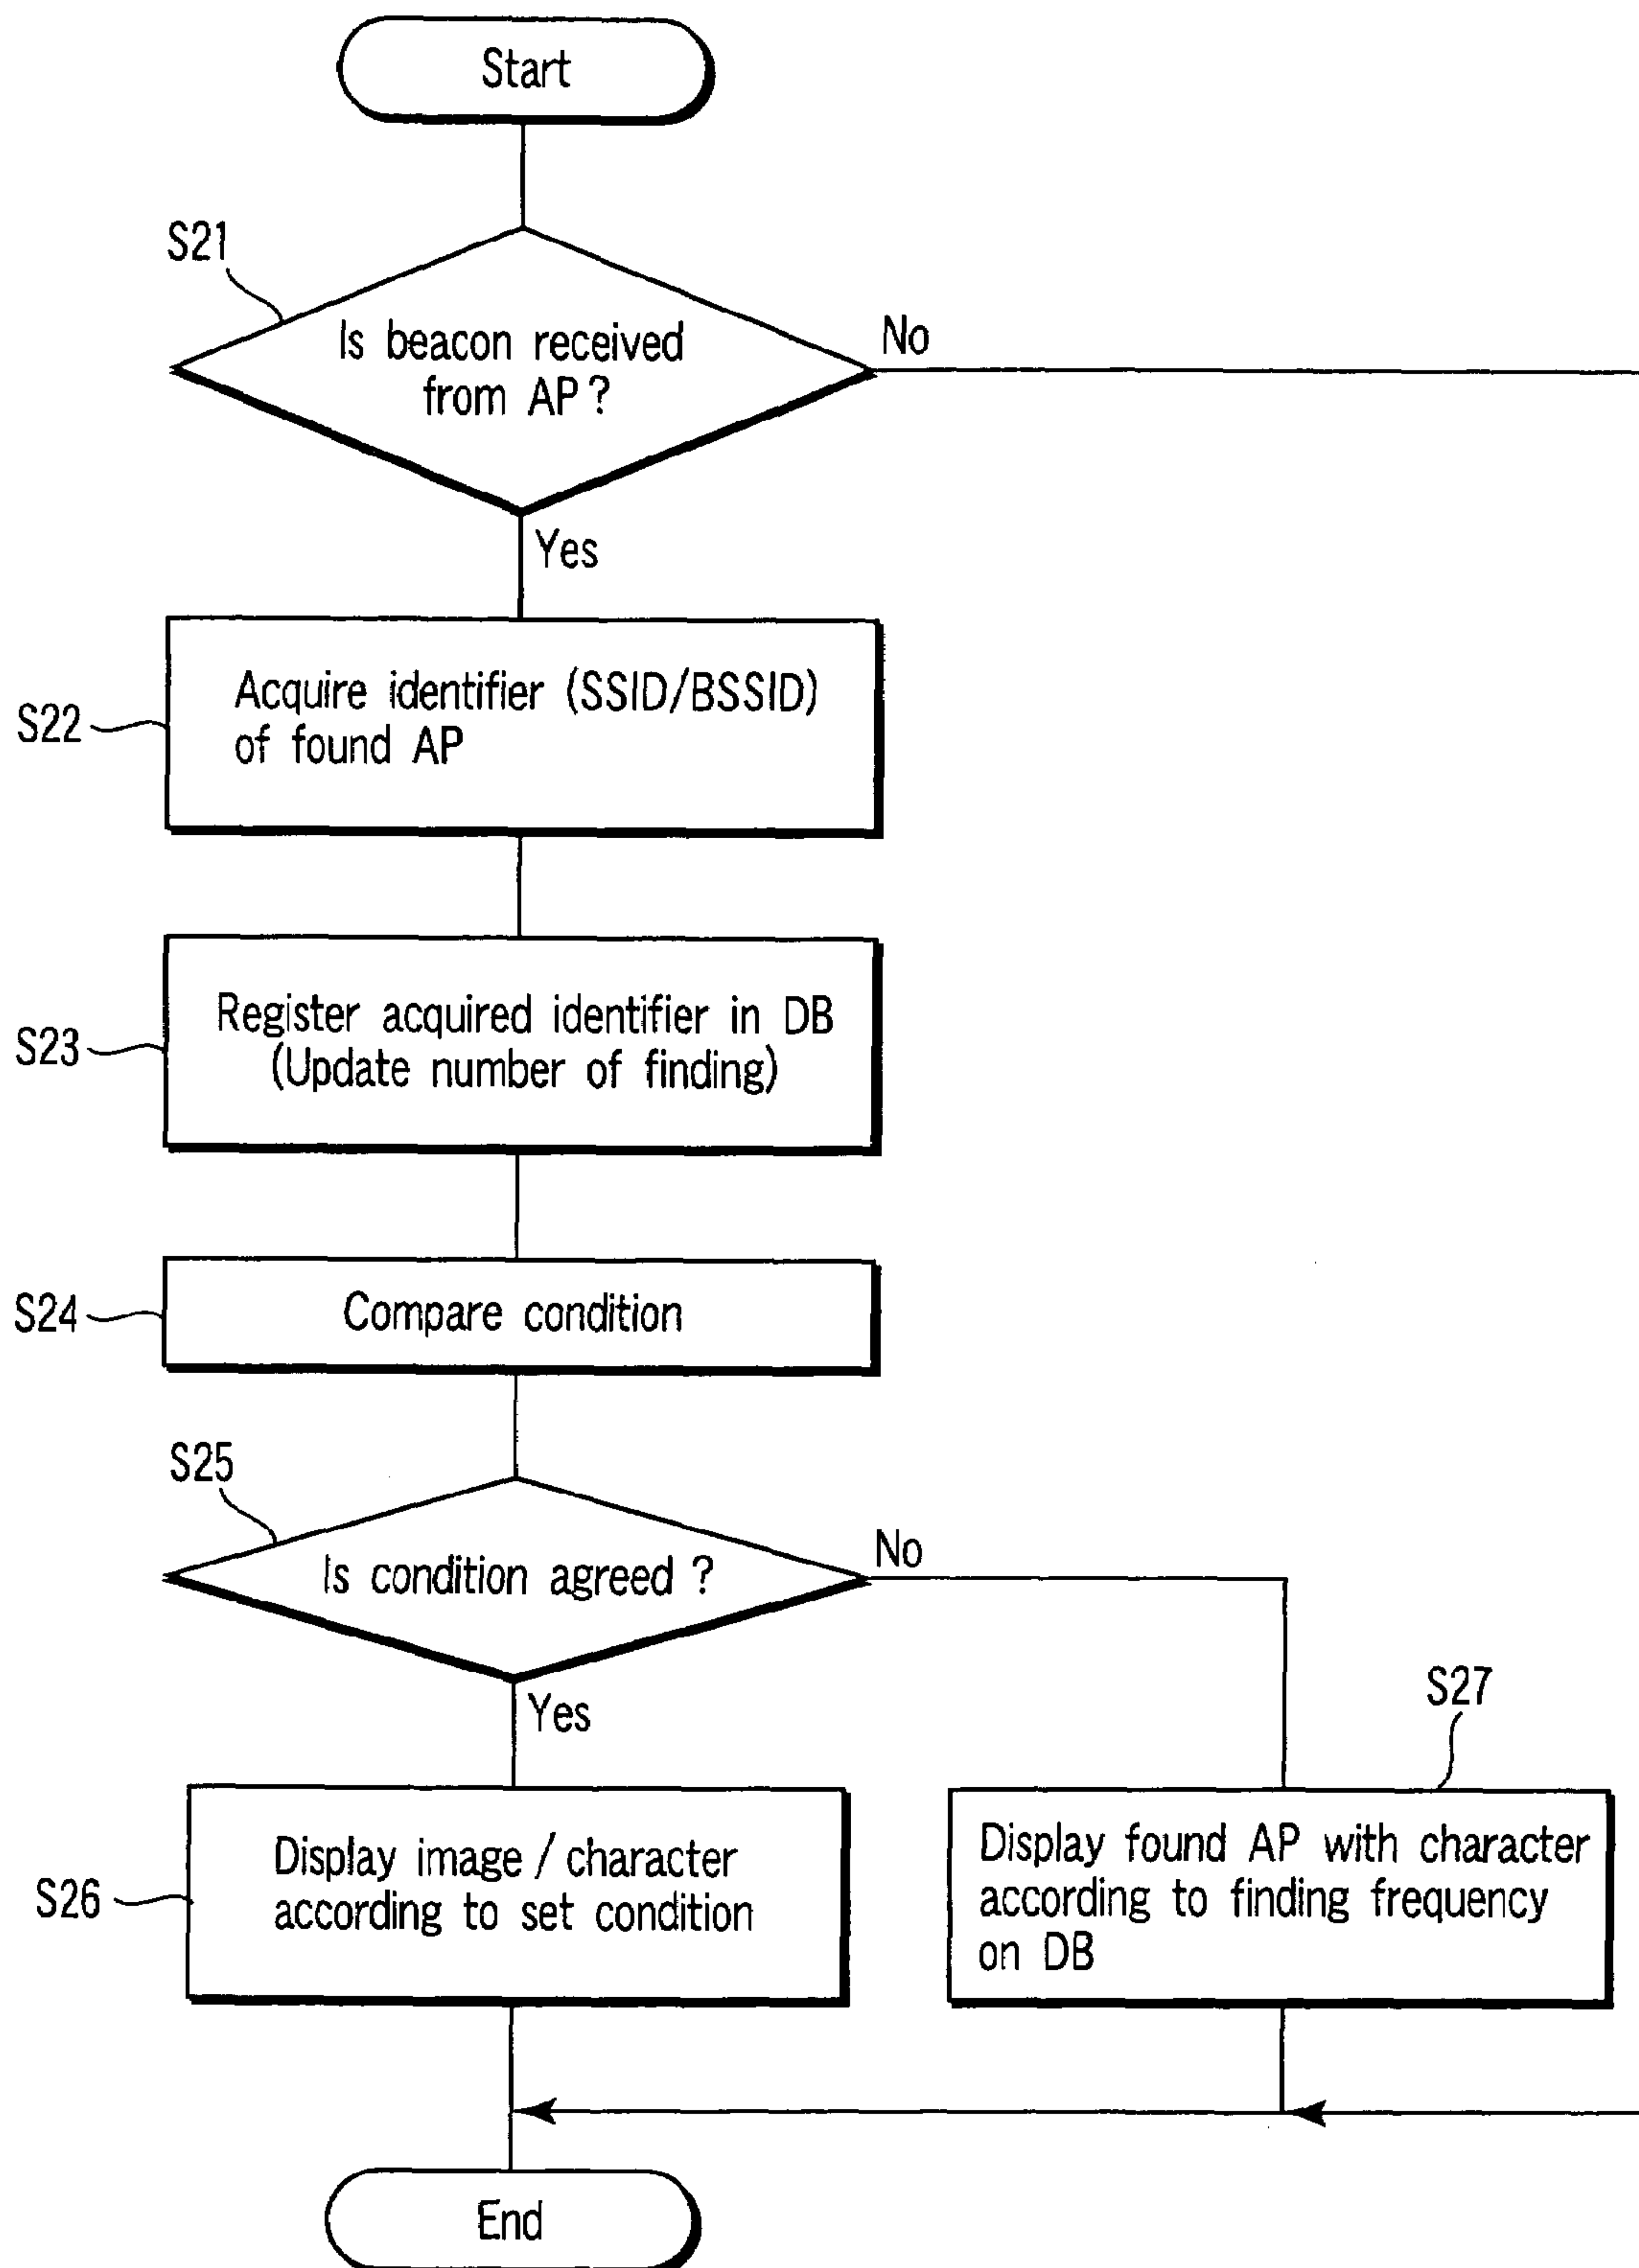 Start
S21
Is beacon received
from AP?
No
Yes
S22
Acquire identifier (SSID/BSSID)
of found AP
S23
Register acquired identifier in DB
(Update number of finding)
S24
Compare condition
S25
Is condition agreed ?
No
Yes
S27
S26
Display image / character
according to set condition
Display found AP with character
according to finding frequency
on DB
End